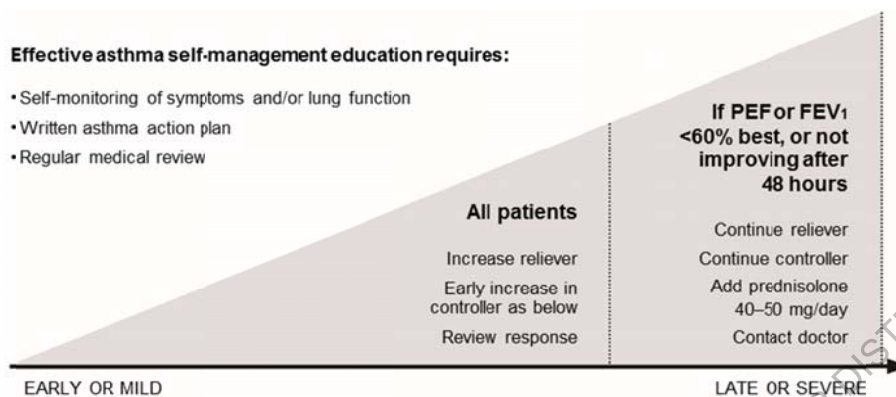 Effective asthma self-management education requires:
• Self-monitoring of symptoms and/or lung function
• Written asthma action plan
• Regular medical review
All patients
Increase reliever
Early increase in
controller as below
Review response
If PEF or FEV1
<60% best, or not
improving after
48 hours
Continue reliever
Continue controller
Add prednisolone
40–50 mg/day
Contact doctor
EARLY OR MILD
LATE OR SEVERE